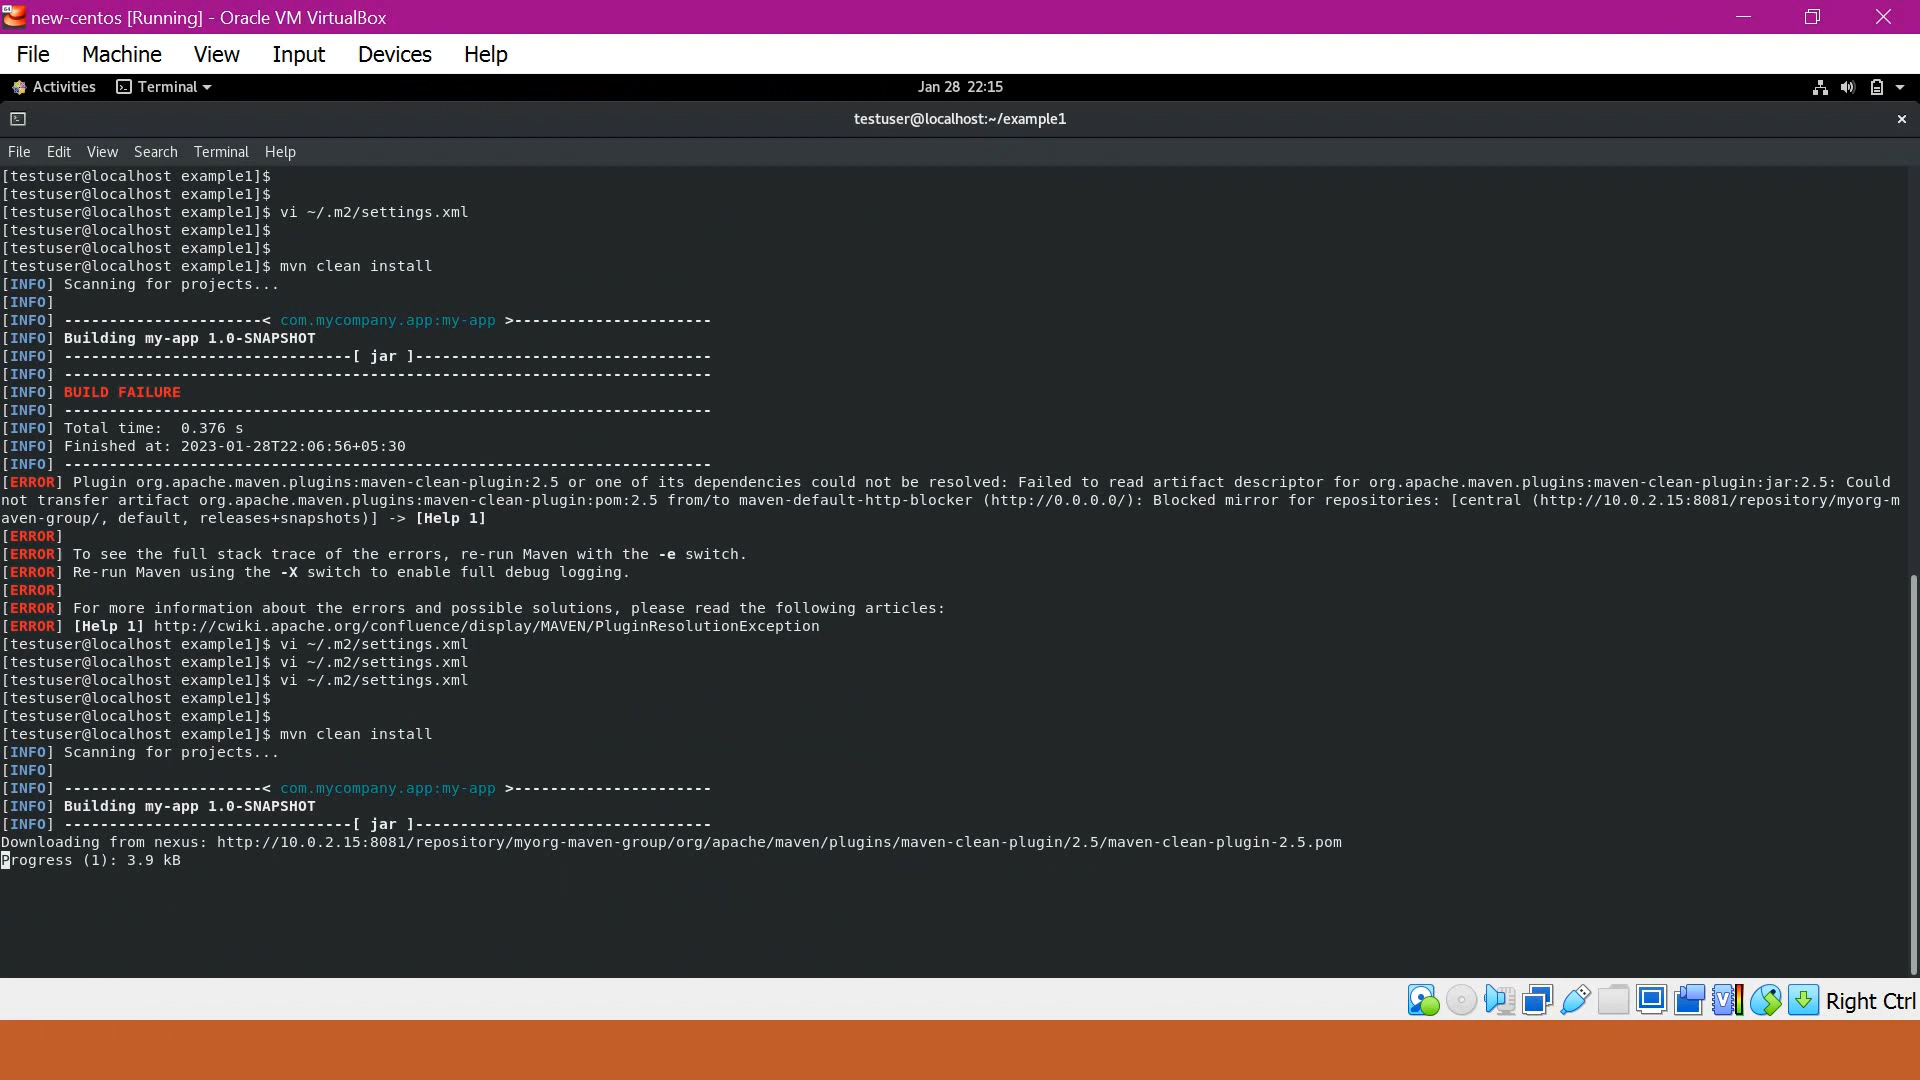 new-centos [Running] - Oracle VM VirtualBox
File Machine View Input Devices Help
Activities Terminal Jan 28 22:15
testuser@localhost:~/example1
File Edit View Search Terminal Help
[testuser@localhost example1]$
[testuser@localhost example1]$
[testuser@localhost example1]$ vi ~/.m2/settings.xml
[testuser@localhost example1]$
[testuser@localhost example1]$
[testuser@localhost example1]$ mvn clean install
[INFO] Scanning for projects...
[INFO]
[INFO] ----------------------< com.mycompany.app:my-app >----------------------
[INFO] Building my-app 1.0-SNAPSHOT
[INFO] --------------------------------[ jar ]---------------------------------
[INFO] ------------------------------------------------------------------------
[INFO] BUILD FAILURE
[INFO] ------------------------------------------------------------------------
[INFO] Total time:  0.376 s
[INFO] Finished at: 2023-01-28T22:06:56+05:30
[INFO] ------------------------------------------------------------------------
[ERROR] Plugin org.apache.maven.plugins:maven-clean-plugin:2.5 or one of its dependencies could not be resolved: Failed to read artifact descriptor for org.apache.maven.plugins:maven-clean-plugin:jar:2.5: Could
not transfer artifact org.apache.maven.plugins:maven-clean-plugin:pom:2.5 from/to maven-default-http-blocker (http://0.0.0.0/): Blocked mirror for repositories: [central (http://10.0.2.15:8081/repository/myorg-m
aven-group/, default, releases+snapshots)] -> [Help 1]
[ERROR]
[ERROR] To see the full stack trace of the errors, re-run Maven with the -e switch.
[ERROR] Re-run Maven using the -X switch to enable full debug logging.
[ERROR]
[ERROR] For more information about the errors and possible solutions, please read the following articles:
[ERROR] [Help 1] http://cwiki.apache.org/confluence/display/MAVEN/PluginResolutionException
[testuser@localhost example1]$ vi ~/.m2/settings.xml
[testuser@localhost example1]$ vi ~/.m2/settings.xml
[testuser@localhost example1]$ vi ~/.m2/settings.xml
[testuser@localhost example1]$
[testuser@localhost example1]$
[testuser@localhost example1]$ mvn clean install
[INFO] Scanning for projects...
[INFO]
[INFO] ----------------------< com.mycompany.app:my-app >----------------------
[INFO] Building my-app 1.0-SNAPSHOT
[INFO] --------------------------------[ jar ]---------------------------------
Downloading from nexus: http://10.0.2.15:8081/repository/myorg-maven-group/org/apache/maven/plugins/maven-clean-plugin/2.5/maven-clean-plugin-2.5.pom
Progress (1): 3.9 kB
Right Ctrl